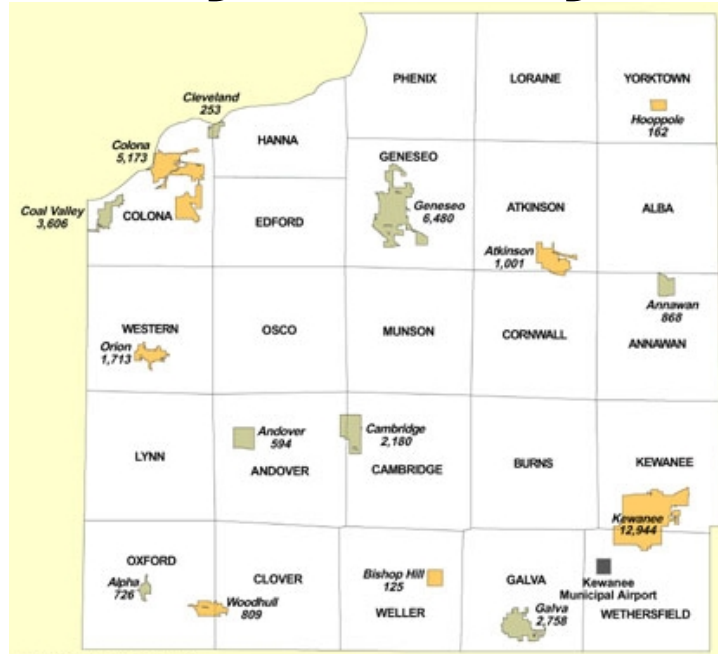 PHENIX
LORAINE
YORKTOWN
Cleveland
253
Hooppole
162
Colona
5,173
HANNA
GENESEO
Coal Valley
3,606
COLONA
EDFORD
Geneseo
6,480
ATKINSON
ALBA
Atkinson
1,001
Annawan
868
WESTERN
OSCO
MUNSON
CORNWALL
ANNAWAN
Orion
1,713
Andover
594
Cambridge
2,180
LYNN
ANDOVER
CAMBRIDGE
BURNS
KEWANEE
Kewanee
12,944
OXFORD
Alpha
726
CLOVER
Bishop Hill
125
GALVA
Kewanee
Municipal Airport
Woodhull
809
WELLER
Galva
2,758
WETHERSFIELD